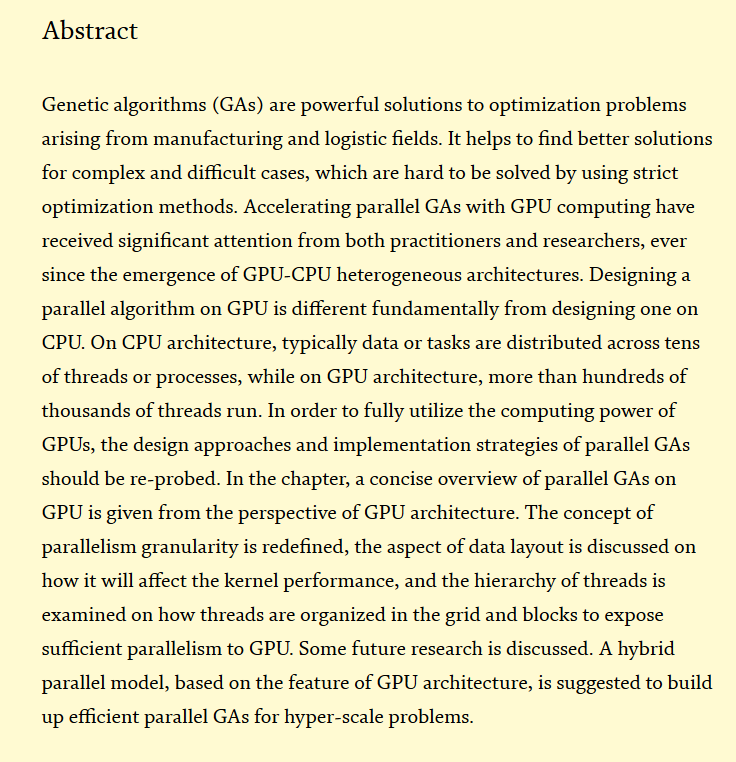 Abstract
Genetic algorithms (GAs) are powerful solutions to optimization problems
arising from manufacturing and logistic fields. It helps to find better solutions
for complex and difficult cases, which are hard to be solved by using strict
optimization methods. Accelerating parallel GAs with GPU computing have
received significant attention from both practitioners and researchers, ever
since the emergence of GPU-CPU heterogeneous architectures. Designing a
parallel algorithm on GPU is different fundamentally from designing one on
CPU. On CPU architecture, typically data or tasks are distributed across tens
of threads or processes, while on GPU architecture, more than hundreds of
thousands of threads run. In order to fully utilize the computing power of
GPUs, the design approaches and implementation strategies of parallel GAs
should be re-probed. In the chapter, a concise overview of parallel GAs on
GPU is given from the perspective of GPU architecture. The concept of
parallelism granularity is redefined, the aspect of data layout is discussed on
how it will affect the kernel performance, and the hierarchy of threads is
examined on how threads are organized in the grid and blocks to expose
sufficient parallelism to GPU. Some future research is discussed. A hybrid
parallel model, based on the feature of GPU architecture, is suggested to build
up efficient parallel GAs for hyper-scale problems.